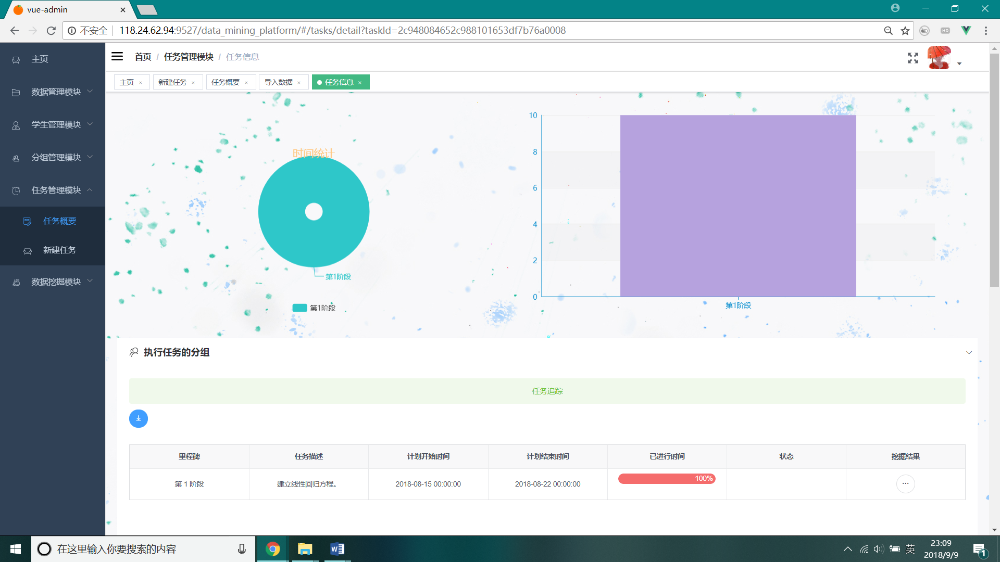 vue-admin
不安全 118.24.62.94:9527/data_mining_platform/#/tasks/detail?taskId=2c948084652c988101653df7b76a0008
HD
主页
数据管理模块
学生管理模块
分组管理模块
任务管理模块
任务概要
新建任务
数据挖掘模块
首页 / 任务管理模块 / 任务信息
主页 × 新建任务 × 任务概要 × 导入数据 × 任务信息 ×
时间统计
第1阶段
第1阶段
10
8
6
4
2
0
第1阶段
执行任务的分组
任务追踪
里程碑 任务描述 计划开始时间 计划结束时间 已进行时间 状态 挖掘结果
第 1 阶段 建立线性回归方程。 2018-08-15 00:00:00 2018-08-22 00:00:00 100% ...
在这里输入你要搜索的内容
英
23:09
2018/9/9
1